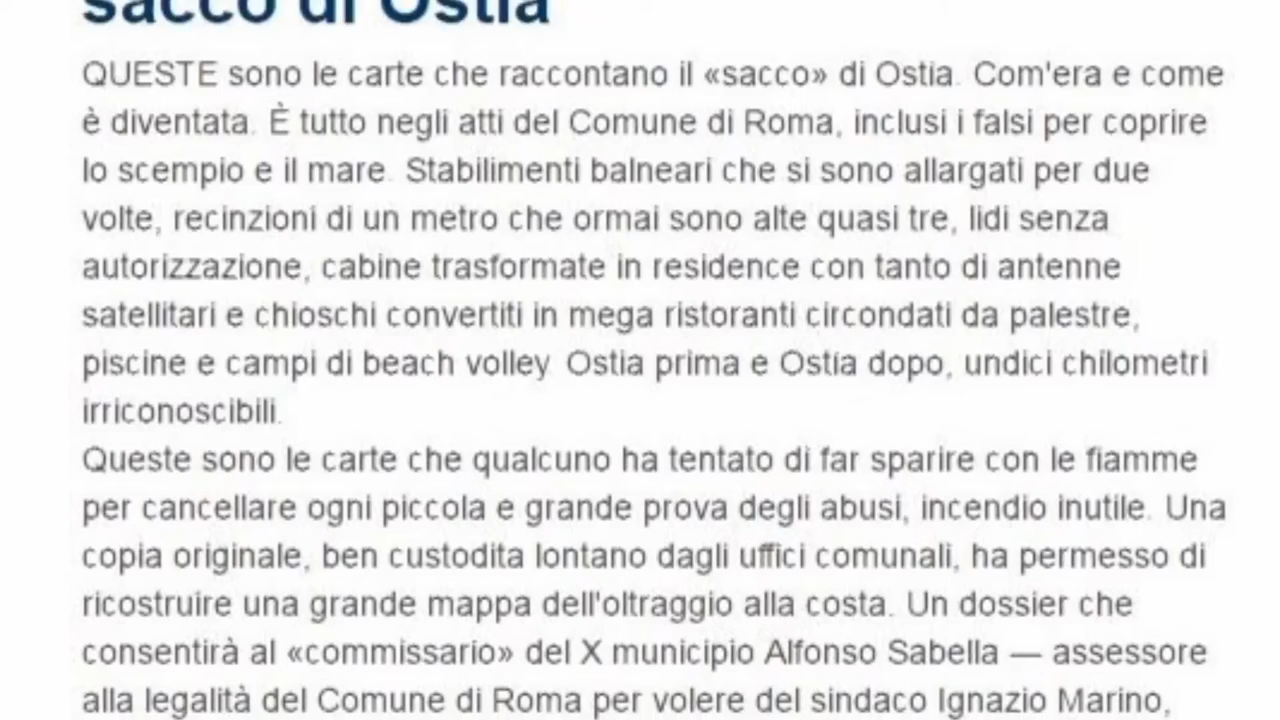 sacco di Ostia
QUESTE sono le carte che raccontano il «sacco» di Ostia. Com'era e come
è diventata. È tutto negli atti del Comune di Roma, inclusi i falsi per coprire
lo scempio e il mare. Stabilimenti balneari che si sono allargati per due
volte, recinzioni di un metro che ormai sono alte quasi tre, lidi senza
autorizzazione, cabine trasformate in residence con tanto di antenne
satellitari e chioschi convertiti in mega ristoranti circondati da palestre,
piscine e campi di beach volley. Ostia prima e Ostia dopo, undici chilometri
irriconoscibili.
Queste sono le carte che qualcuno ha tentato di far sparire con le fiamme
per cancellare ogni piccola e grande prova degli abusi, incendio inutile. Una
copia originale, ben custodita lontano dagli uffici comunali, ha permesso di
ricostruire una grande mappa dell'oltraggio alla costa. Un dossier che
consentirà al «commissario» del X municipio Alfonso Sabella — assessore
alla legalità del Comune di Roma per volere del sindaco Ignazio Marino,